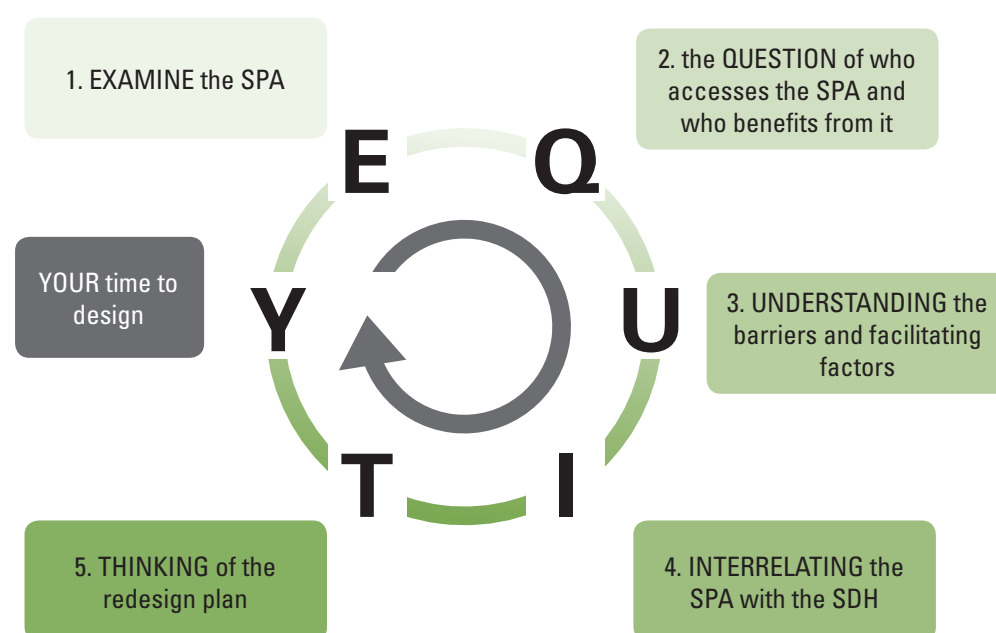 1. EXAMINE the SPA
2. the QUESTION of who
accesses the SPA and
who benefits from it
E
Q
YOUR time to
design
Y
U
3. UNDERSTANDING the
barriers and facilitating
factors
T
I
5. THINKING of the
redesign plan
4. INTERRELATING the
SPA with the SDH